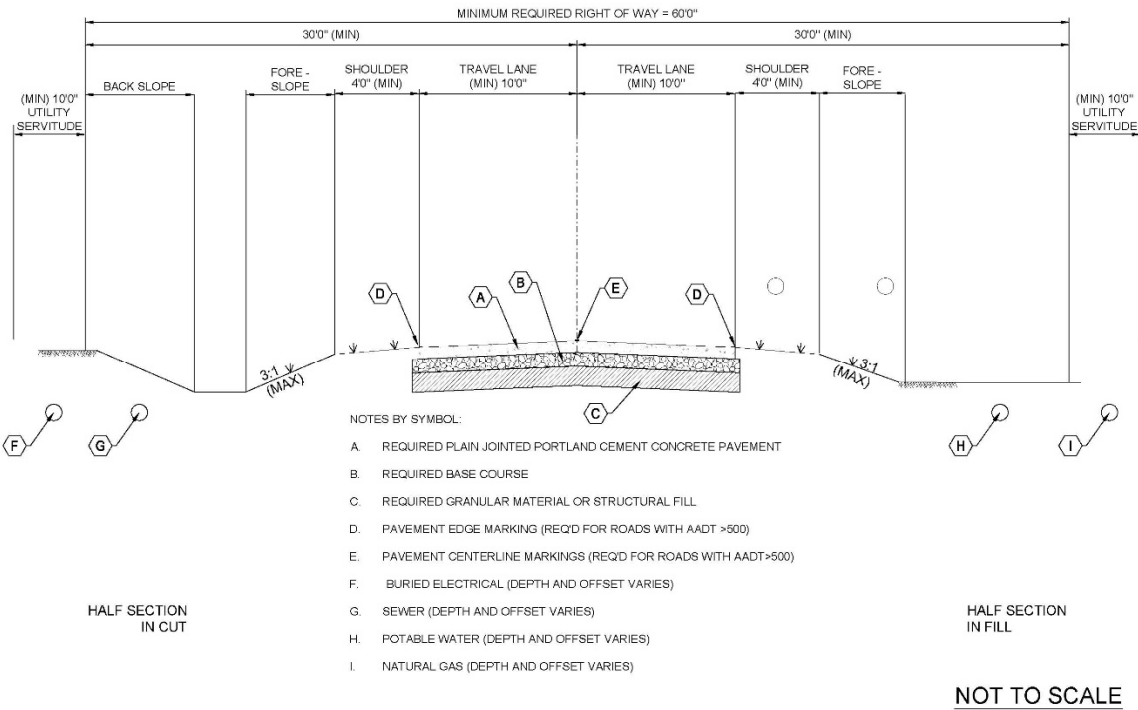 MINIMUM REQUIRED RIGHT OF WAY = 60'0"
30'0" (MIN)
30'0" (MIN)
(MIN) 10'0"
UTILITY
SERVITUDE
BACK SLOPE
FORE -
SLOPE
SHOULDER
4'0" (MIN)
TRAVEL LANE
(MIN) 10'0"
TRAVEL LANE
(MIN) 10'0"
SHOULDER
4'0" (MIN)
FORE -
SLOPE
(MIN) 10'0"
UTILITY
SERVITUDE
D
A
B
E
D
3:1
(MAX)
3:1
(MAX)
F
G
C
H
I
NOTES BY SYMBOL:
A. REQUIRED PLAIN JOINTED PORTLAND CEMENT CONCRETE PAVEMENT
B. REQUIRED BASE COURSE
C. REQUIRED GRANULAR MATERIAL OR STRUCTURAL FILL
D. PAVEMENT EDGE MARKING (REQ'D FOR ROADS WITH AADT >500)
E. PAVEMENT CENTERLINE MARKINGS (REQ'D FOR ROADS WITH AADT>500)
F. BURIED ELECTRICAL (DEPTH AND OFFSET VARIES)
G. SEWER (DEPTH AND OFFSET VARIES)
H. POTABLE WATER (DEPTH AND OFFSET VARIES)
I. NATURAL GAS (DEPTH AND OFFSET VARIES)
HALF SECTION
IN CUT
HALF SECTION
IN FILL
NOT TO SCALE